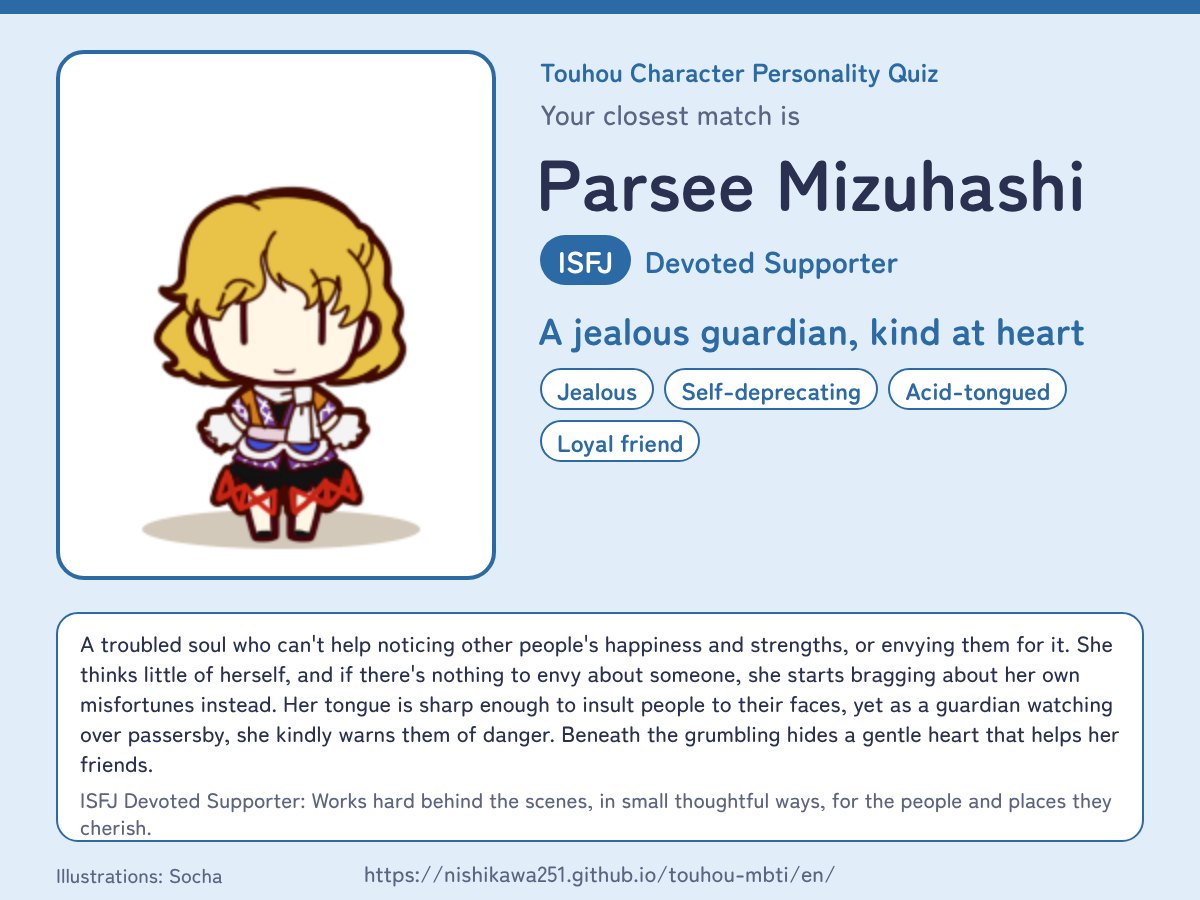 Touhou Character Personality Quiz
Your closest match is
Parsee Mizuhashi
ISFJ Devoted Supporter
A jealous guardian, kind at heart
Jealous Self-deprecating Acid-tongued
Loyal friend
A troubled soul who can't help noticing other people's happiness and strengths, or envying them for it. She
thinks little of herself, and if there's nothing to envy about someone, she starts bragging about her own
misfortunes instead. Her tongue is sharp enough to insult people to their faces, yet as a guardian watching
over passersby, she kindly warns them of danger. Beneath the grumbling hides a gentle heart that helps her
friends.
ISFJ Devoted Supporter: Works hard behind the scenes, in small thoughtful ways, for the people and places they
cherish.
Illustrations: Socha https://nishikawa251.github.io/touhou-mbti/en/